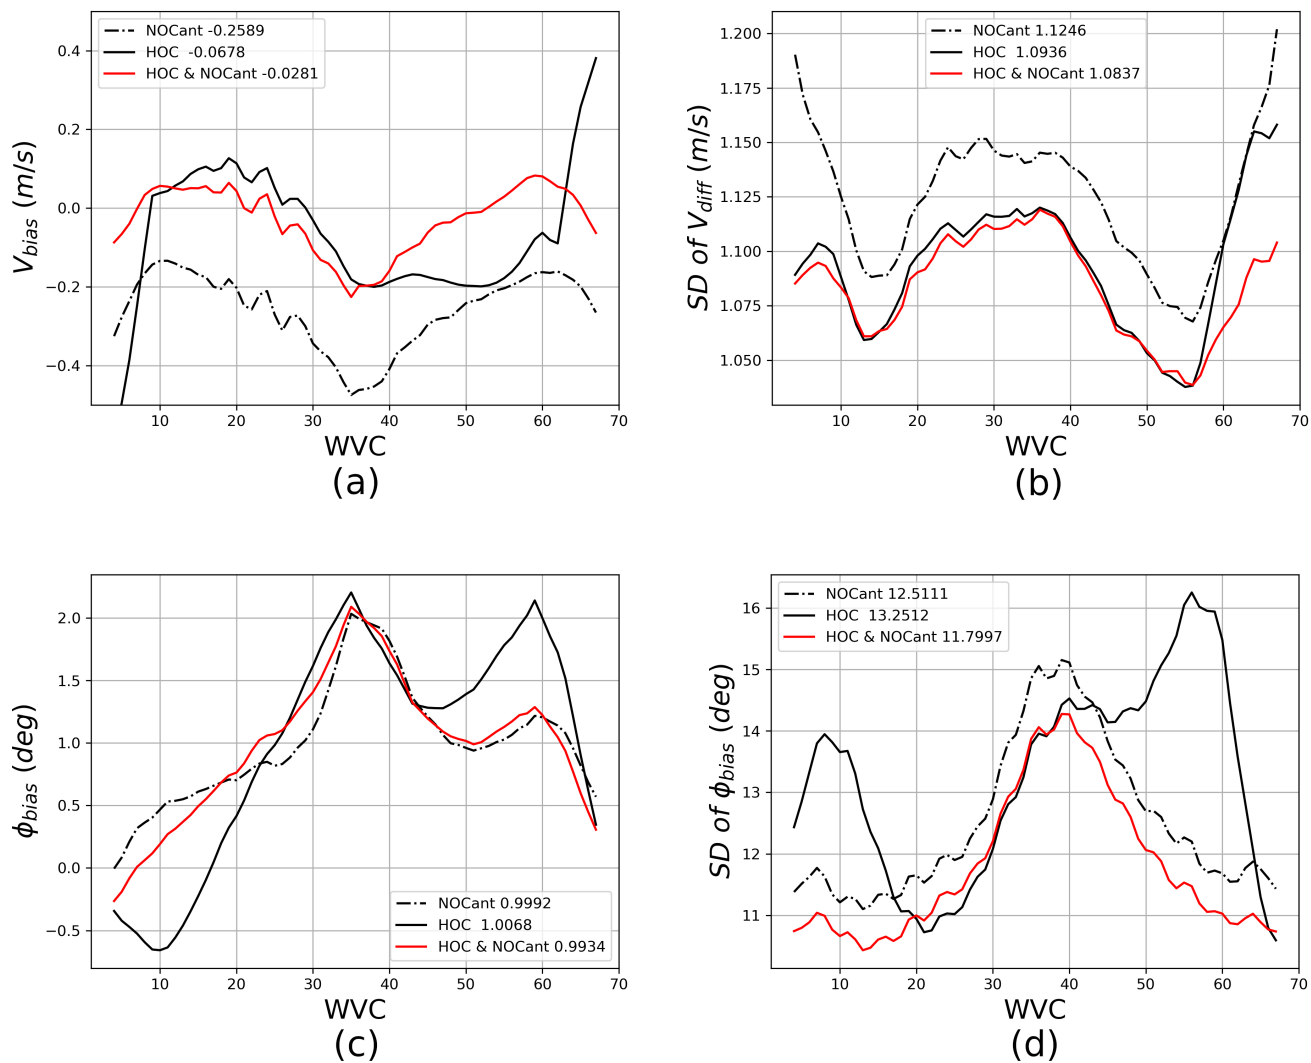 NOCant -0.2589
HOC -0.0678
HOC & NOCant -0.0281
0.4
0.2
0.0
−0.2
−0.4
V_bias (m/s)
10 20 30 40 50 60 70
WVC
(a)
NOCant 1.1246
HOC 1.0936
HOC & NOCant 1.0837
1.200
1.175
1.150
1.125
1.100
1.075
1.050
SD of V_diff (m/s)
10 20 30 40 50 60 70
WVC
(b)
2.0
1.5
1.0
0.5
0.0
−0.5
ϕ_bias (deg)
NOCant 0.9992
HOC 1.0068
HOC & NOCant 0.9934
10 20 30 40 50 60 70
WVC
(c)
NOCant 12.5111
HOC 13.2512
HOC & NOCant 11.7997
16
15
14
13
12
11
SD of ϕ_bias (deg)
10 20 30 40 50 60 70
WVC
(d)